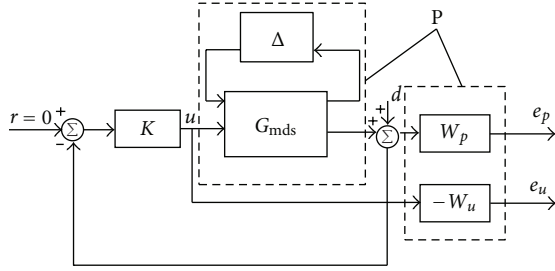 P
Δ
r = 0
+
Σ
-
K
u
G_mds
+
+
d
Σ
W_p
e_p
−W_u
e_u